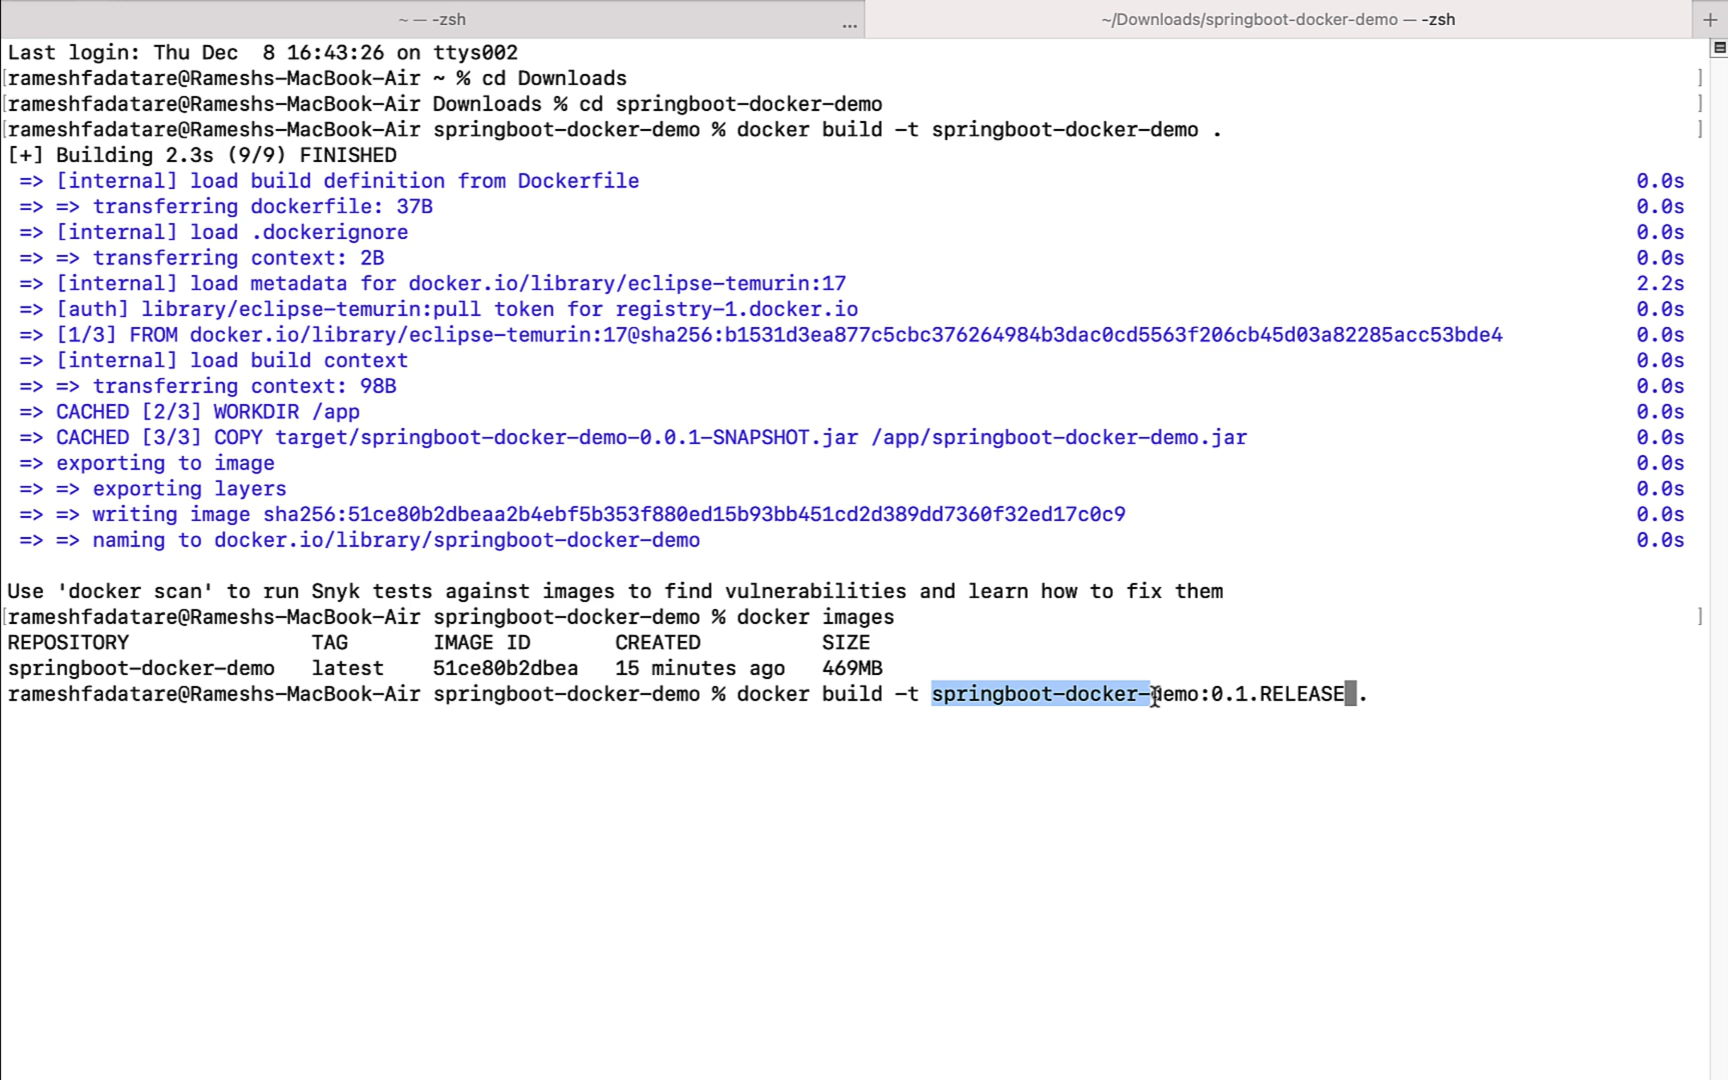 ~ — -zsh
...
~/Downloads/springboot-docker-demo — -zsh
+
Last login: Thu Dec  8 16:43:26 on ttys002
[rameshfadatare@Rameshs-MacBook-Air ~ % cd Downloads ]
[rameshfadatare@Rameshs-MacBook-Air Downloads % cd springboot-docker-demo ]
[rameshfadatare@Rameshs-MacBook-Air springboot-docker-demo % docker build -t springboot-docker-demo . ]
[+] Building 2.3s (9/9) FINISHED
=> [internal] load build definition from Dockerfile 0.0s
=> => transferring dockerfile: 37B 0.0s
=> [internal] load .dockerignore 0.0s
=> => transferring context: 2B 0.0s
=> [internal] load metadata for docker.io/library/eclipse-temurin:17 2.2s
=> [auth] library/eclipse-temurin:pull token for registry-1.docker.io 0.0s
=> [1/3] FROM docker.io/library/eclipse-temurin:17@sha256:b1531d3ea877c5cbc376264984b3dac0cd5563f206cb45d03a82285acc53bde4 0.0s
=> [internal] load build context 0.0s
=> => transferring context: 98B 0.0s
=> CACHED [2/3] WORKDIR /app 0.0s
=> CACHED [3/3] COPY target/springboot-docker-demo-0.0.1-SNAPSHOT.jar /app/springboot-docker-demo.jar 0.0s
=> exporting to image 0.0s
=> => exporting layers 0.0s
=> => writing image sha256:51ce80b2dbeaa2b4ebf5b353f880ed15b93bb451cd2d389dd7360f32ed17c0c9 0.0s
=> => naming to docker.io/library/springboot-docker-demo 0.0s
Use 'docker scan' to run Snyk tests against images to find vulnerabilities and learn how to fix them
[rameshfadatare@Rameshs-MacBook-Air springboot-docker-demo % docker images ]
REPOSITORY TAG IMAGE ID CREATED SIZE
springboot-docker-demo latest 51ce80b2dbea 15 minutes ago 469MB
rameshfadatare@Rameshs-MacBook-Air springboot-docker-demo % docker build -t springboot-docker-demo:0.1.RELEASE .